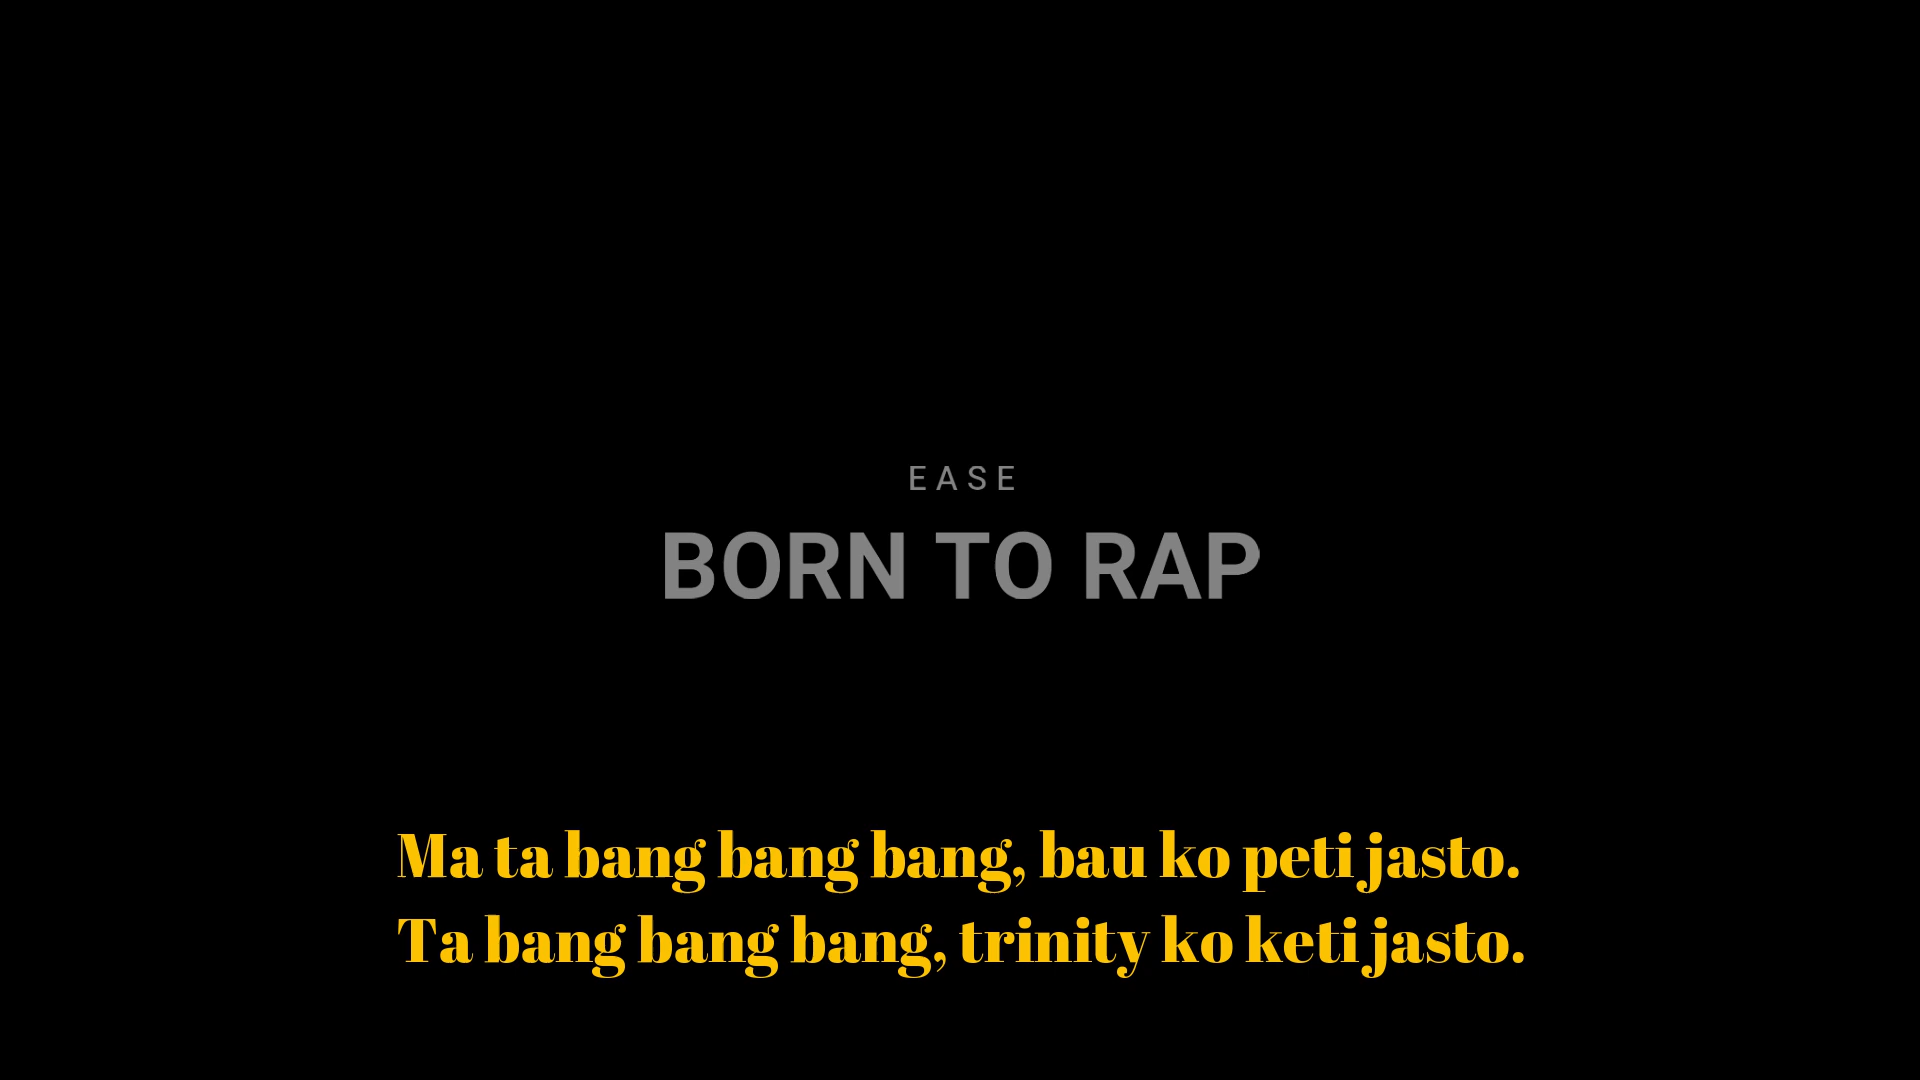 EASE
BORN TO RAP
Ma ta bang bang bang, bau ko peti jasto.
Ta bang bang bang, trinity ko keti jasto.